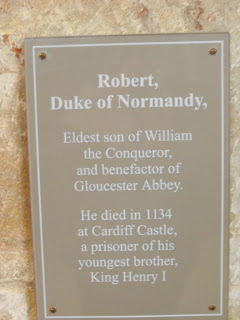 Robert,
Duke of Normandy,
Eldest son of William
the Conqueror,
and benefactor of
Gloucester Abbey.
He died in 1134
at Cardiff Castle,
a prisoner of his
youngest brother,
King Henry I